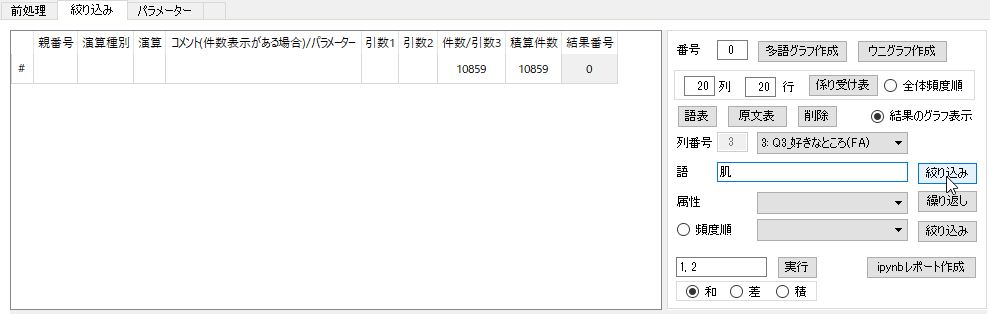 前処理 絞り込み パラメーター
親番号 演算種別 演算 コメント(件数表示がある場合)/パラメーター 引数1 引数2 件数/引数3 積算件数 結果番号
# 10859 10859 0
番号 0 多語グラフ作成 ウニグラフ作成
20 列 20 行 係り受け表 全体頻度順
語表 原文表 削除 結果のグラフ表示
列番号 3 3: Q3_好きなところ(FA)
語 肌 絞り込み
属性 繰り返し
頻度順 絞り込み
1, 2 実行 ipynbレポート作成
和 差 積